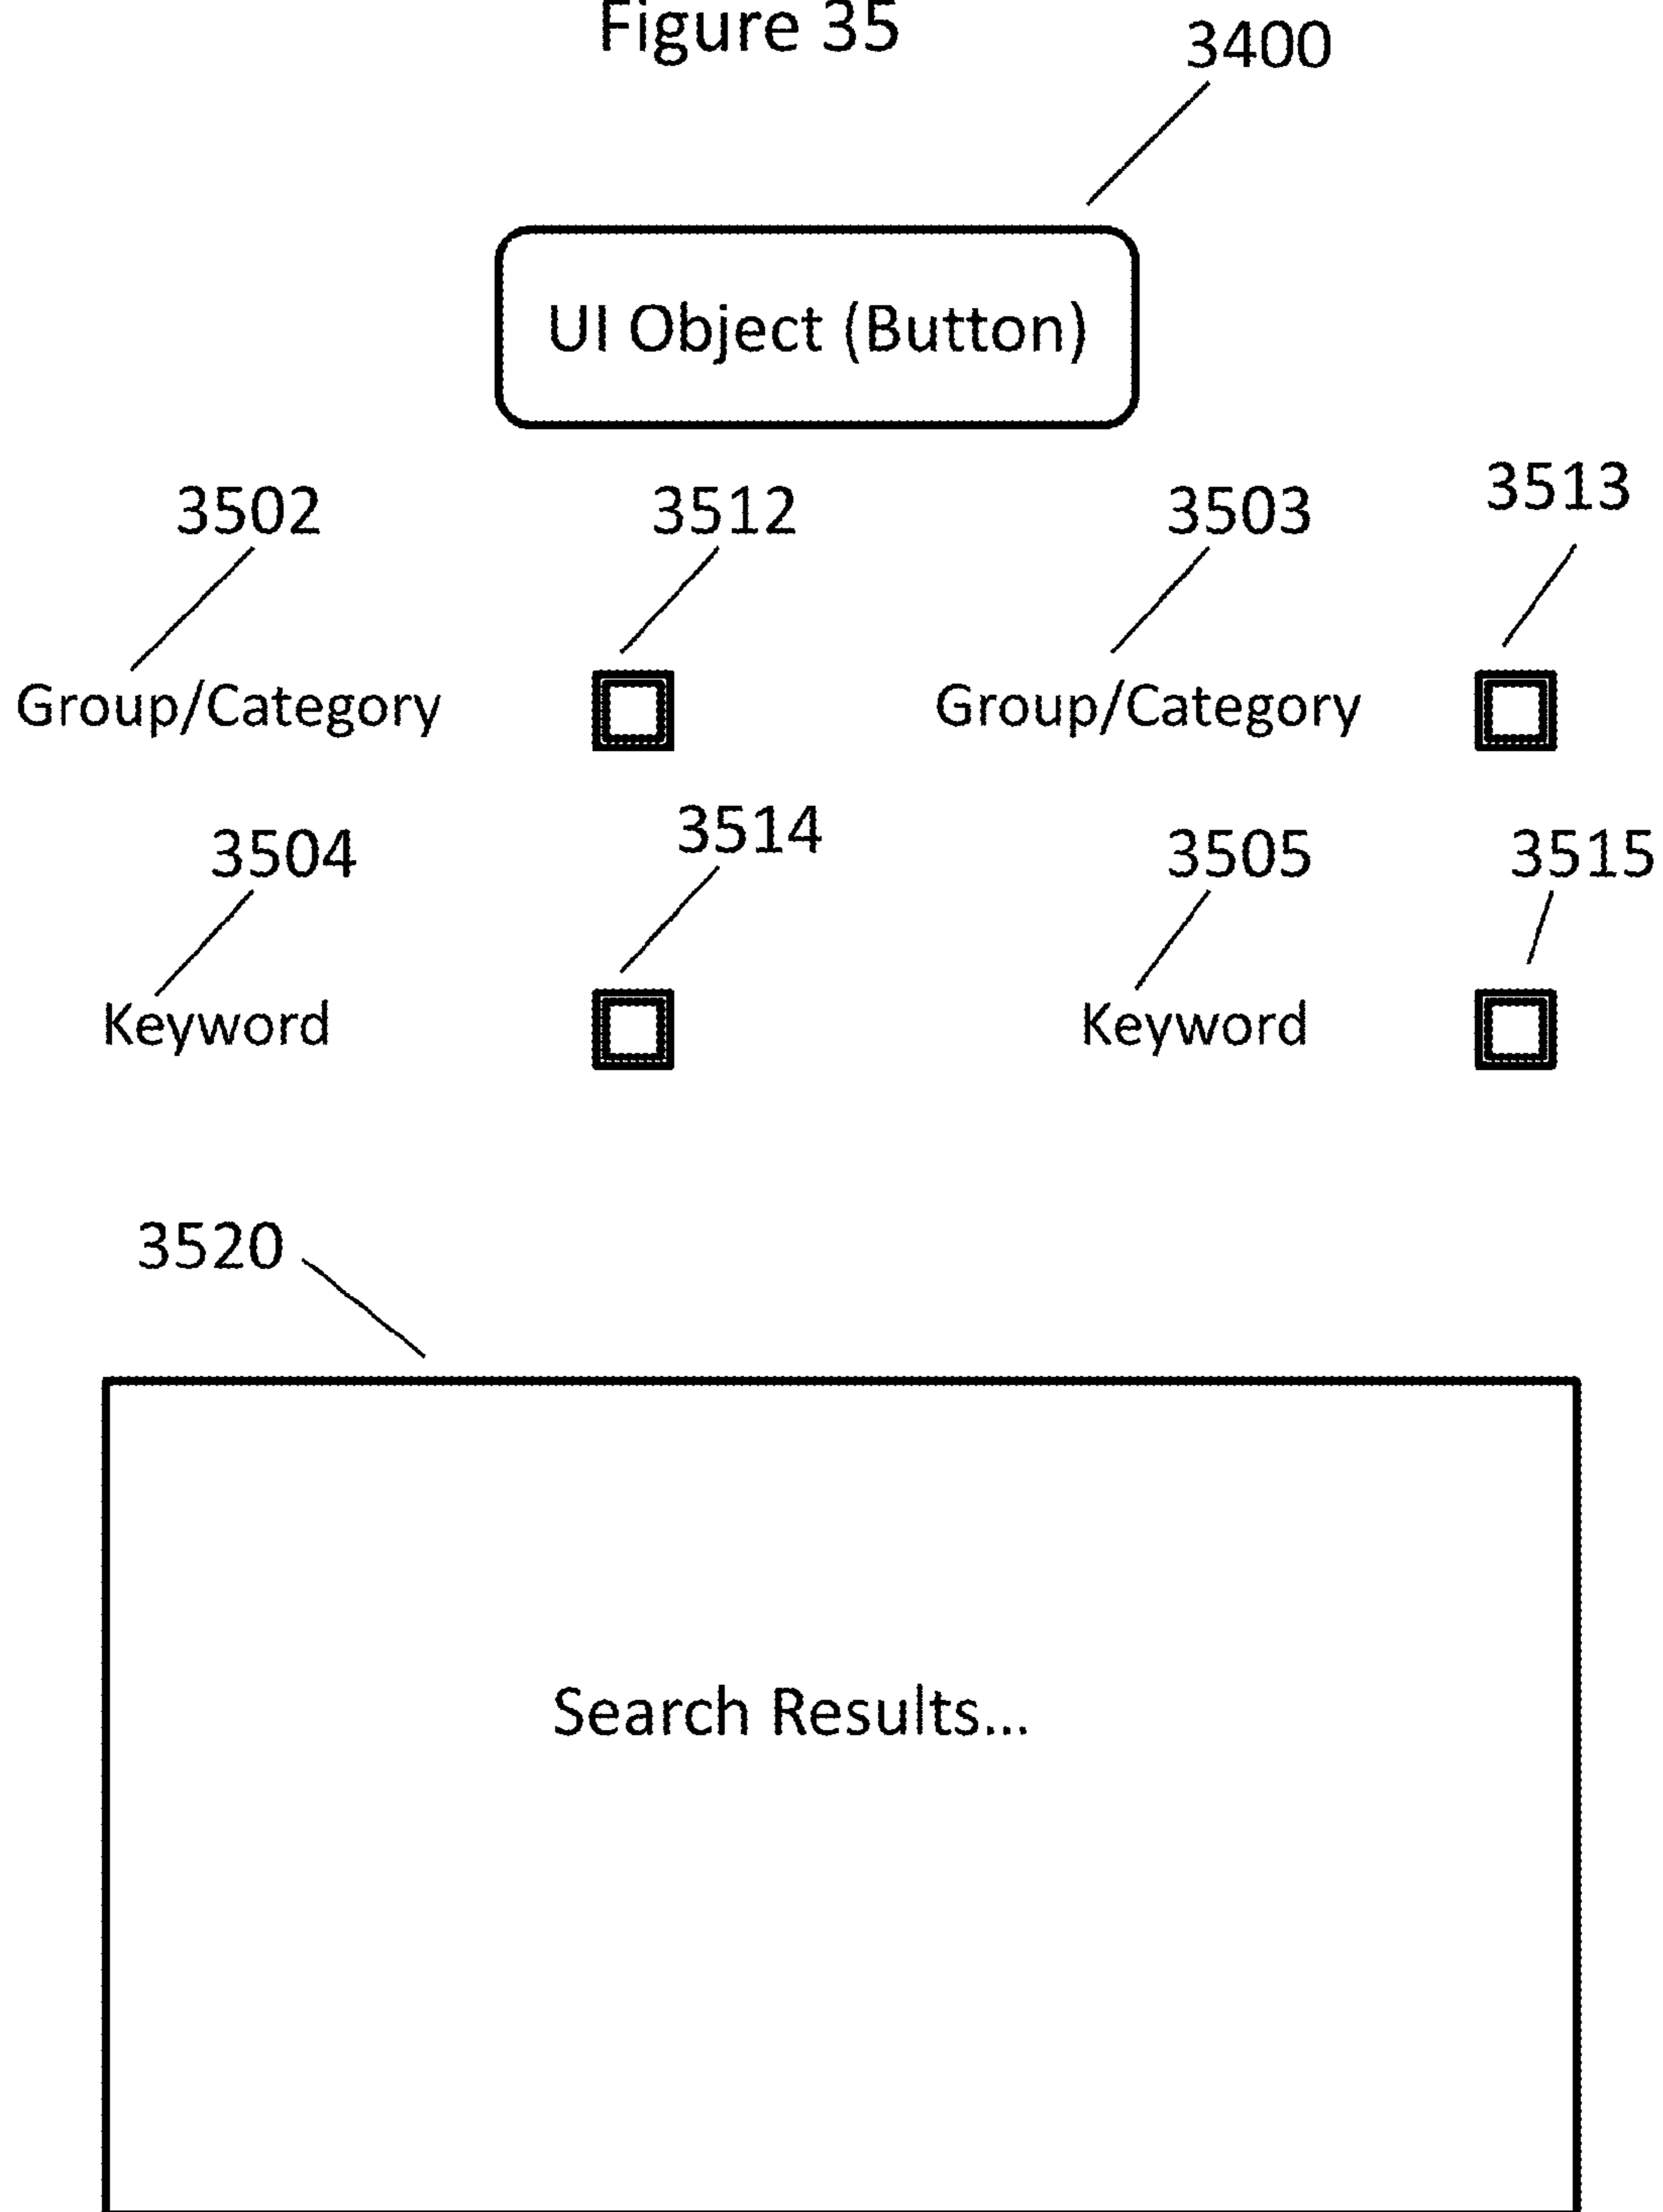 Figure 35
3400
UI Object (Button)
3502 3512 3503 3513
Group/Category Group/Category
3504 3514 3505 3515
Keyword Keyword
3520
Search Results...